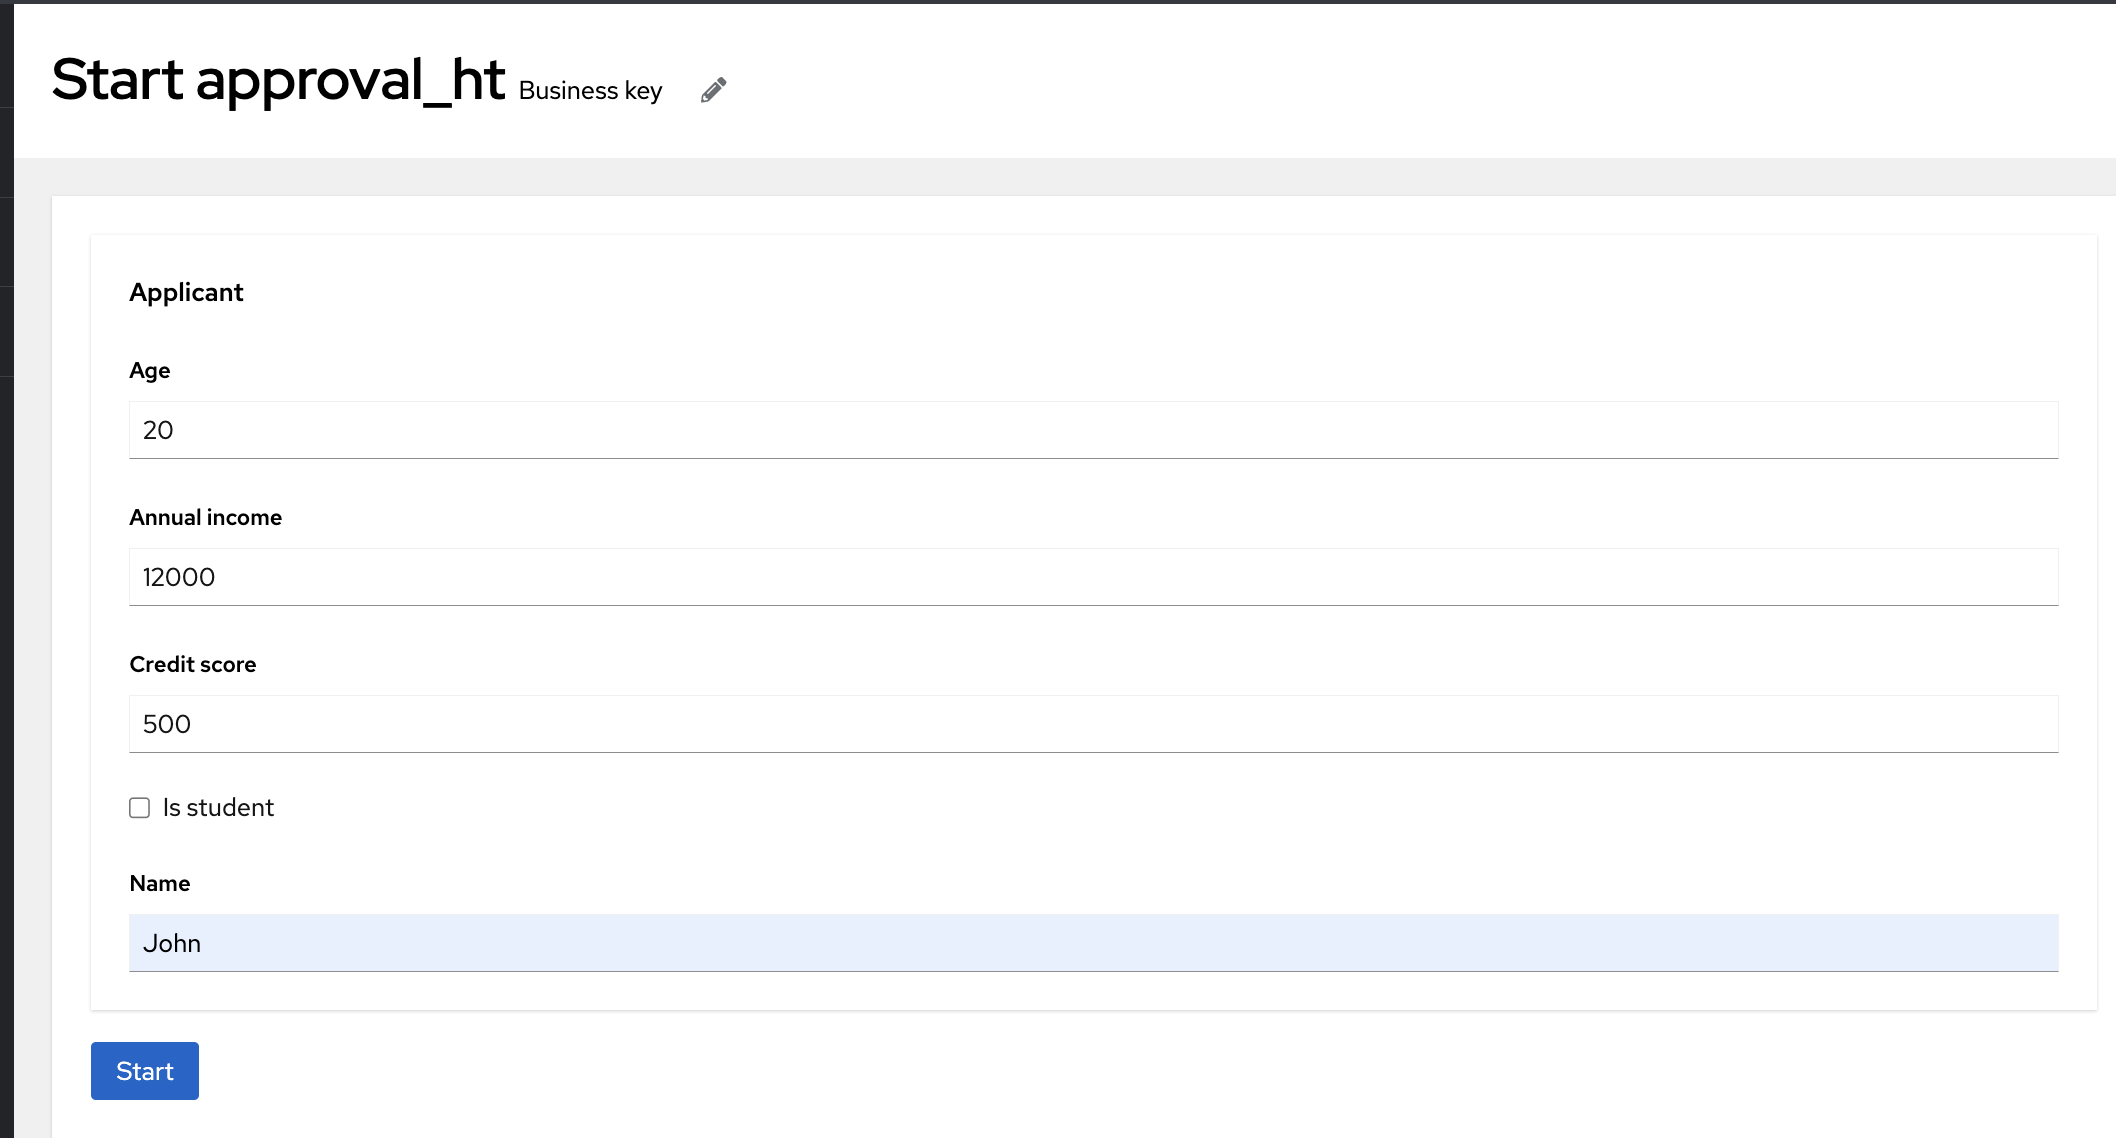 Start approval_ht Business key
Applicant
Age
20
Annual income
12000
Credit score
500
Is student
Name
John
Start